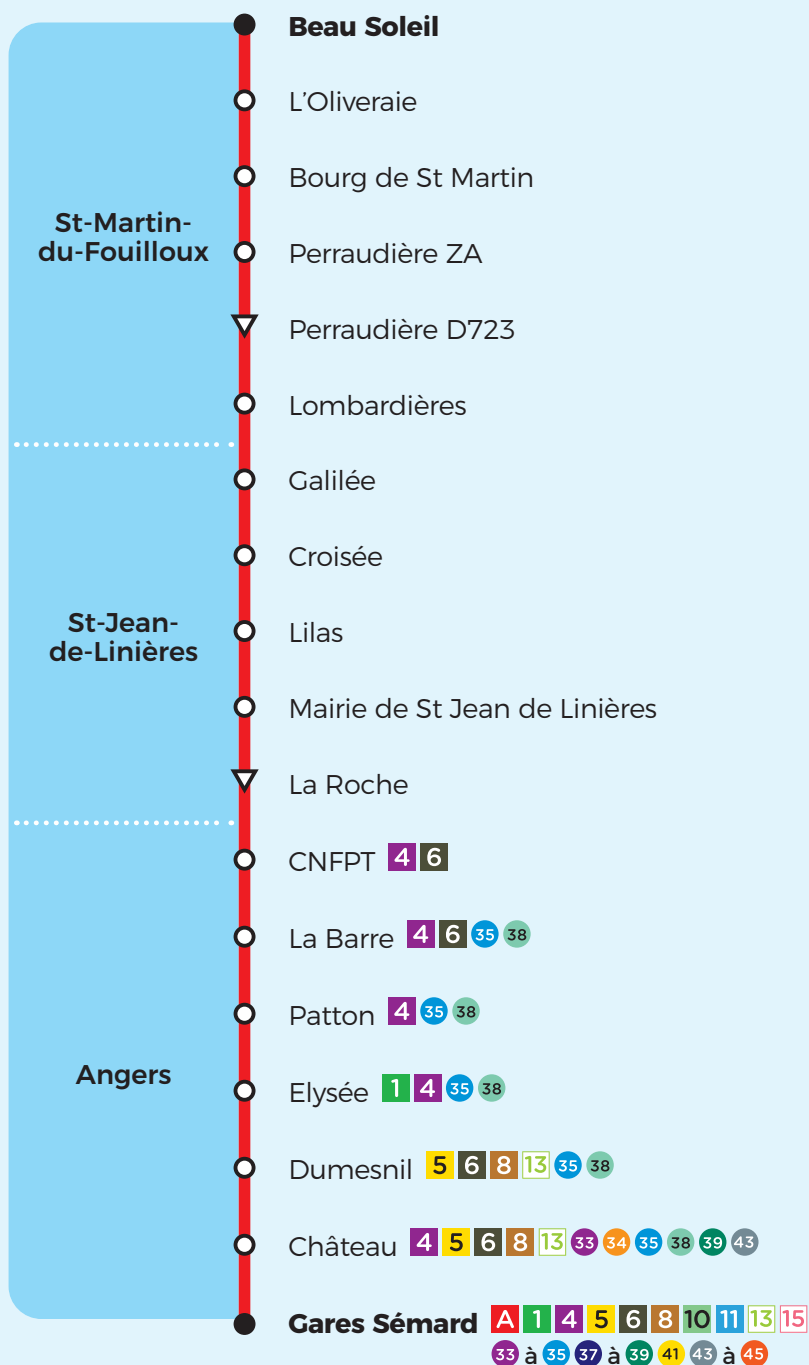 Beau Soleil
L'Oliveraie
Bourg de St Martin
St-Martin-
du-Fouilloux
Perraudière ZA
Perraudière D723
Lombardières
Galilée
Croisée
St-Jean-
de-Linières
Lilas
Mairie de St Jean de Linières
La Roche
CNFPT 4 6
La Barre 4 6 35 38
Patton 4 35 38
Angers
Elysée 1 4 35 38
Dumesnil 5 6 8 13 35 38
Château 4 5 6 8 13 33 34 35 38 39 43
Gares Sémard A 1 4 5 6 8 10 11 13 15
33 à 35 37 à 39 41 43 à 45